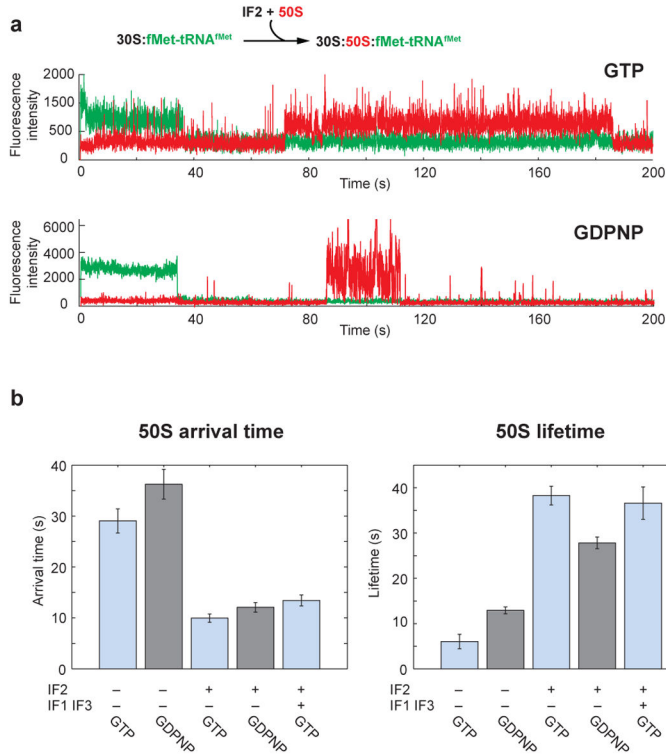 a
IF2 + 50S
30S:fMet-tRNAfMet 30S:50S:fMet-tRNAfMet
GTP
Fluorescence intensity
2000
1500
500
0
0 40 80 120 160 200
Time (s)
GDPNP
Fluorescence intensity
6000
4000
2000
0
0 40 80 120 160 200
Time (s)
b
50S arrival time
Arrival time (s)
40
30
20
10
0
IF2 – – + + +
IF1 IF3 +
GTP GDPNP GTP GDPNP GTP
50S lifetime
Lifetime (s)
40
30
20
10
0
IF2 – – + + +
IF1 IF3 +
GTP GDPNP GTP GDPNP GTP